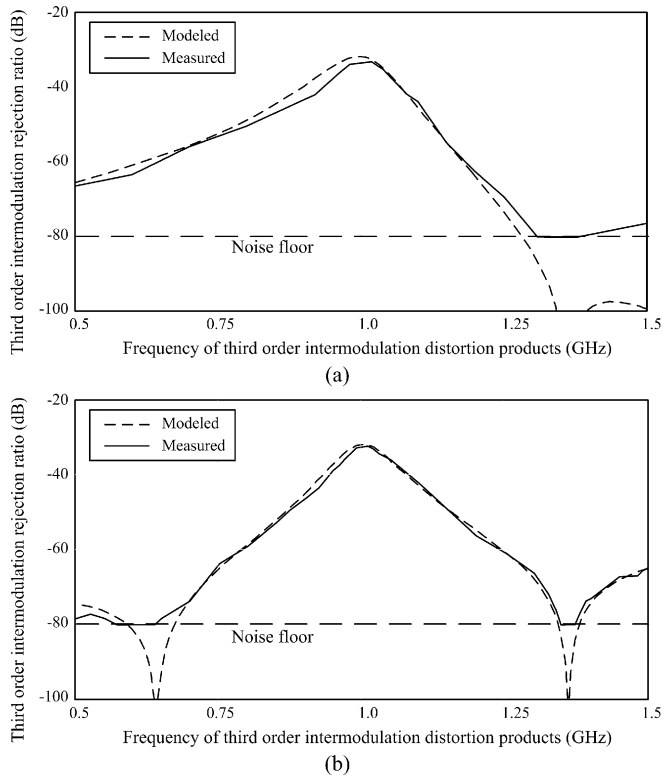 Third order intermodulation rejection ratio (dB)
-20
-40
-60
-80
-100
Modeled
Measured
Noise floor
0.5
0.75
1.0
1.25
1.5
Frequency of third order intermodulation distortion products (GHz)
(a)
Third order intermodulation rejection ratio (dB)
-20
-40
-60
-80
-100
Modeled
Measured
Noise floor
0.5
0.75
1.0
1.25
1.5
Frequency of third order intermodulation distortion products (GHz)
(b)